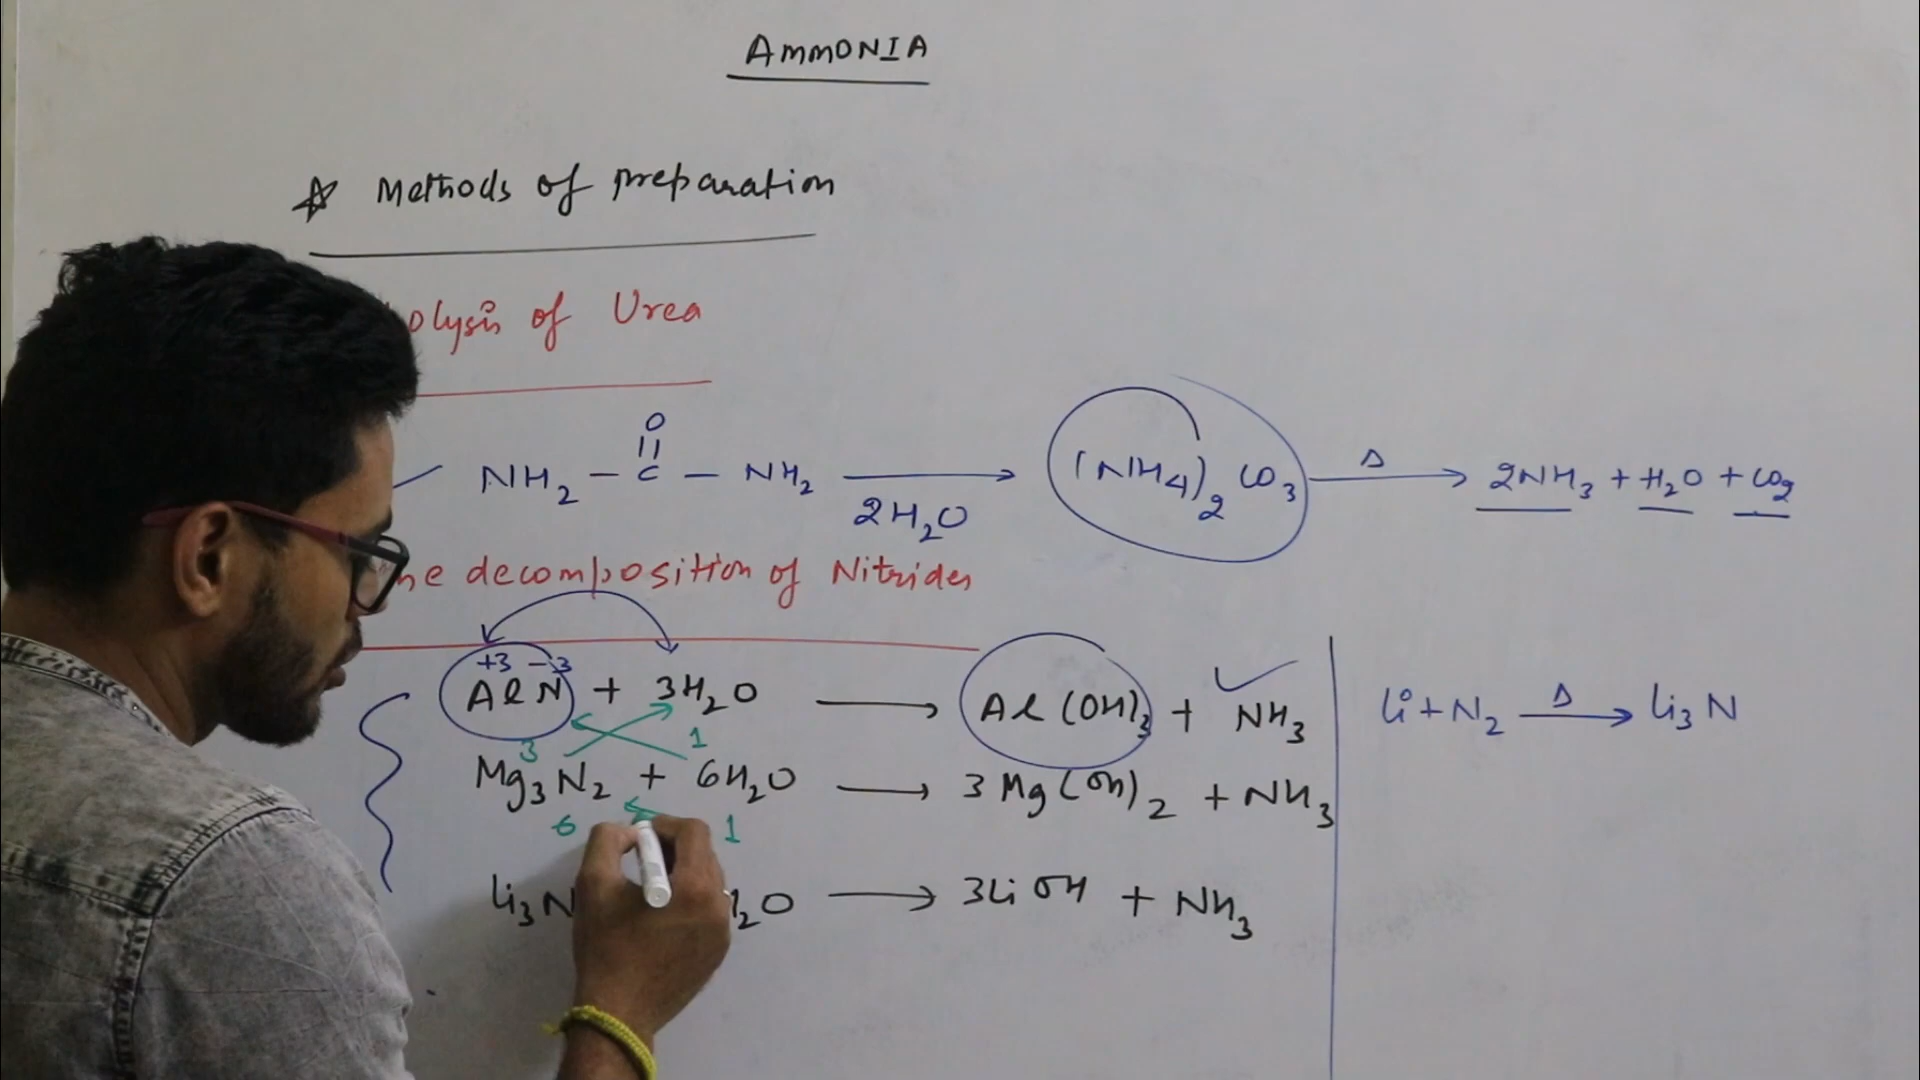 AMMONIA
Methods of preparation
olysis of Urea
O
NH2 - C - NH2 → (NH4)2 CO3 Δ → 2NH3 + H2O + CO2
2H2O
decomposition of Nitrides
+3 -3
AlN + 3H2O → Al(OH)3 + NH3
Li + N2 Δ → Li3N
3 1
Mg3N2 + 6H2O → 3Mg(OH)2 + NH3
6 1
Li3N H2O → 3LiOH + NH3